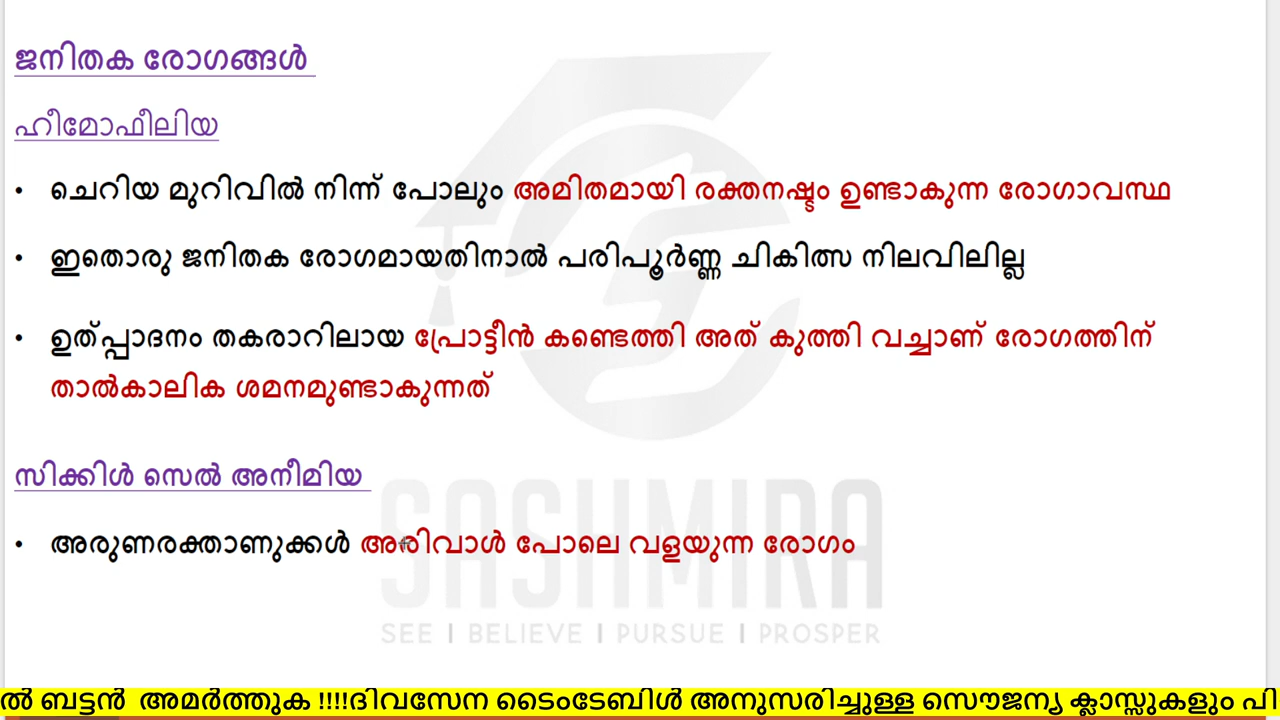 ജനിതക രോഗങ്ങൾ
ഹീമോഫീലിയ
• ചെറിയ മുറിവിൽ നിന്ന് പോലും അമിതമായി രക്തനഷ്ടം ഉണ്ടാകുന്ന രോഗാവസ്ഥ
• ഇതൊരു ജനിതക രോഗമായതിനാൽ പരിപൂർണ്ണ ചികിത്സ നിലവിലില്ല
• ഉത്പ്പാദനം തകരാറിലായ പ്രോട്ടീൻ കണ്ടെത്തി അത് കുത്തി വച്ചാണ് രോഗത്തിന്
താൽകാലിക ശമനമുണ്ടാകുന്നത്
സിക്കിൾ സെൽ അനീമിയ
• അരുണരക്താണുക്കൾ അരിവാൾ പോലെ വളയുന്ന രോഗം
SASHMIRA
SEE | BELIEVE | PURSUE | PROSPER
ൽ ബട്ടൻ അമർത്തുക !!!!ദിവസേന ടൈംടേബിൾ അനുസരിച്ചുള്ള സൌജന്യ ക്ലാസ്സുകളും പി